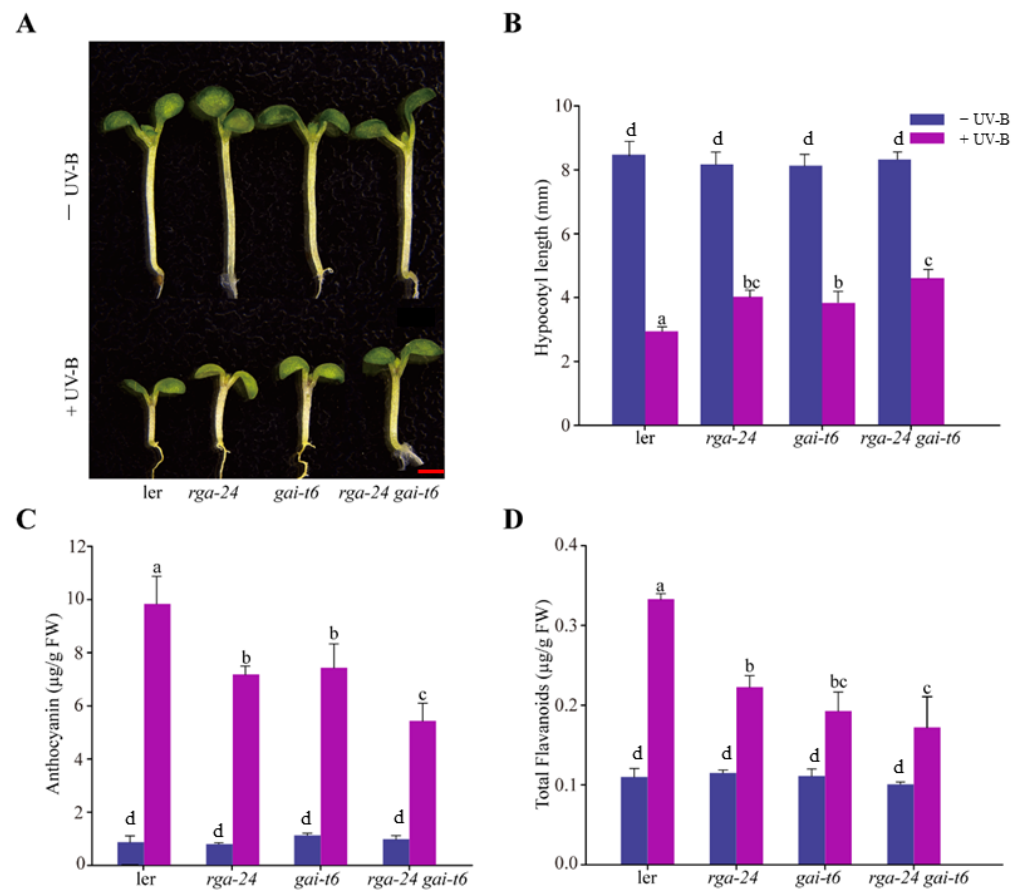 A
— UV-B
+ UV-B
ler rga-24 gai-t6 rga-24 gai-t6
B
Hypocotyl length (mm)
10
8
6
4
2
0
− UV-B
+ UV-B
d d d d
a bc b c
ler rga-24 gai-t6 rga-24 gai-t6
C
Anthocyanin (µg/g FW)
12
10
8
6
4
2
0
a b b c
d d d d
ler rga-24 gai-t6 rga-24 gai-t6
D
Total Flavanoids (µg/g FW)
0.4
0.3
0.2
0.1
0.0
a b bc c
d d d d
ler rga-24 gai-t6 rga-24 gai-t6